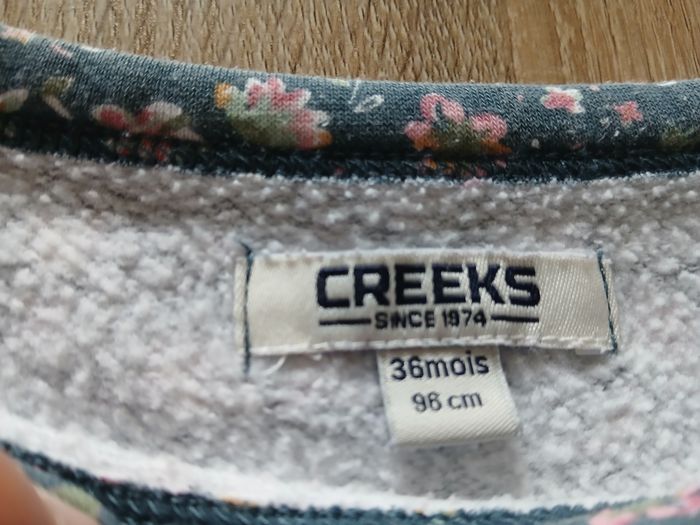 CREEKS
SINCE 1974
36mois
96 cm